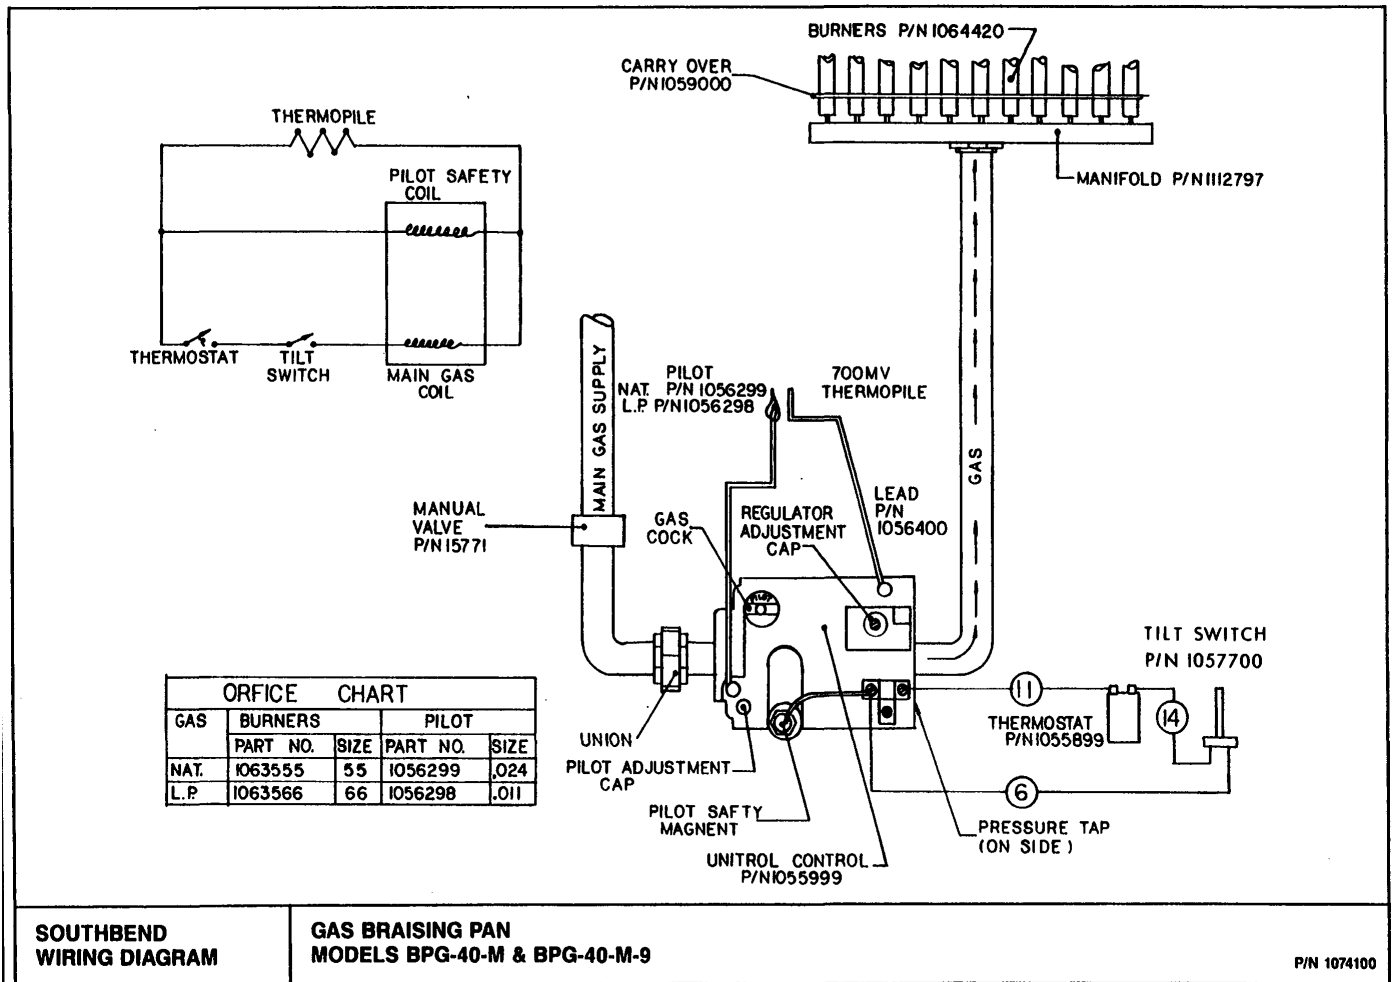 BURNERS P/N 1064420
CARRY OVER
P/N1059000
MANIFOLD P/N1112797
THERMOPILE
PILOT SAFETY
COIL
THERMOSTAT
TILT
SWITCH
MAIN GAS
COIL
MAIN GAS SUPPLY
PILOT
NAT. P/N 1056299
L.P. P/N1056298
700MV
THERMOPILE
GAS
MANUAL
VALVE
P/N15771
GAS
COCK
REGULATOR
ADJUSTMENT
CAP
LEAD
P/N
1056400
PILOT
TILT SWITCH
P/N 1057700
11
THERMOSTAT
P/N1055899
14
6
UNION
PILOT ADJUSTMENT
CAP
PILOT SAFTY
MAGNENT
UNITROL CONTROL
P/N1055999
PRESSURE TAP
(ON SIDE)
ORFICE CHART
GAS BURNERS PILOT
PART NO. SIZE PART NO. SIZE
NAT. 1063555 55 1056299 .024
L.P. 1063566 66 1056298 .011
SOUTHBEND
WIRING DIAGRAM
GAS BRAISING PAN
MODELS BPG-40-M & BPG-40-M-9
P/N 1074100